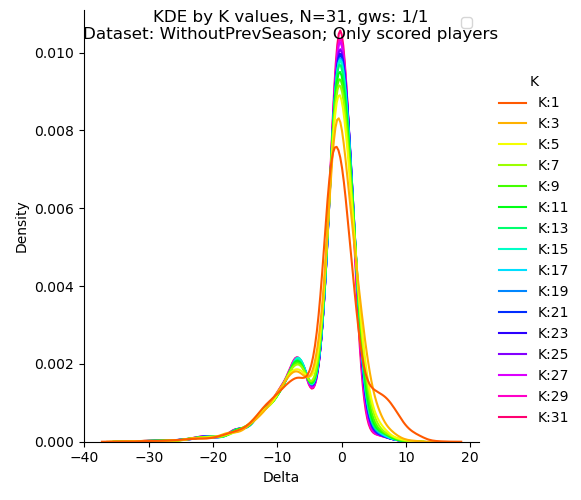 KDE by K values, N=31, gws: 1/1
Dataset: WithoutPrevSeason; Only scored players
0.010
0.008
0.006
0.004
0.002
0.000
Density
−40
−30
−20
−10
0
10
20
Delta
K
K:1
K:3
K:5
K:7
K:9
K:11
K:13
K:15
K:17
K:19
K:21
K:23
K:25
K:27
K:29
K:31